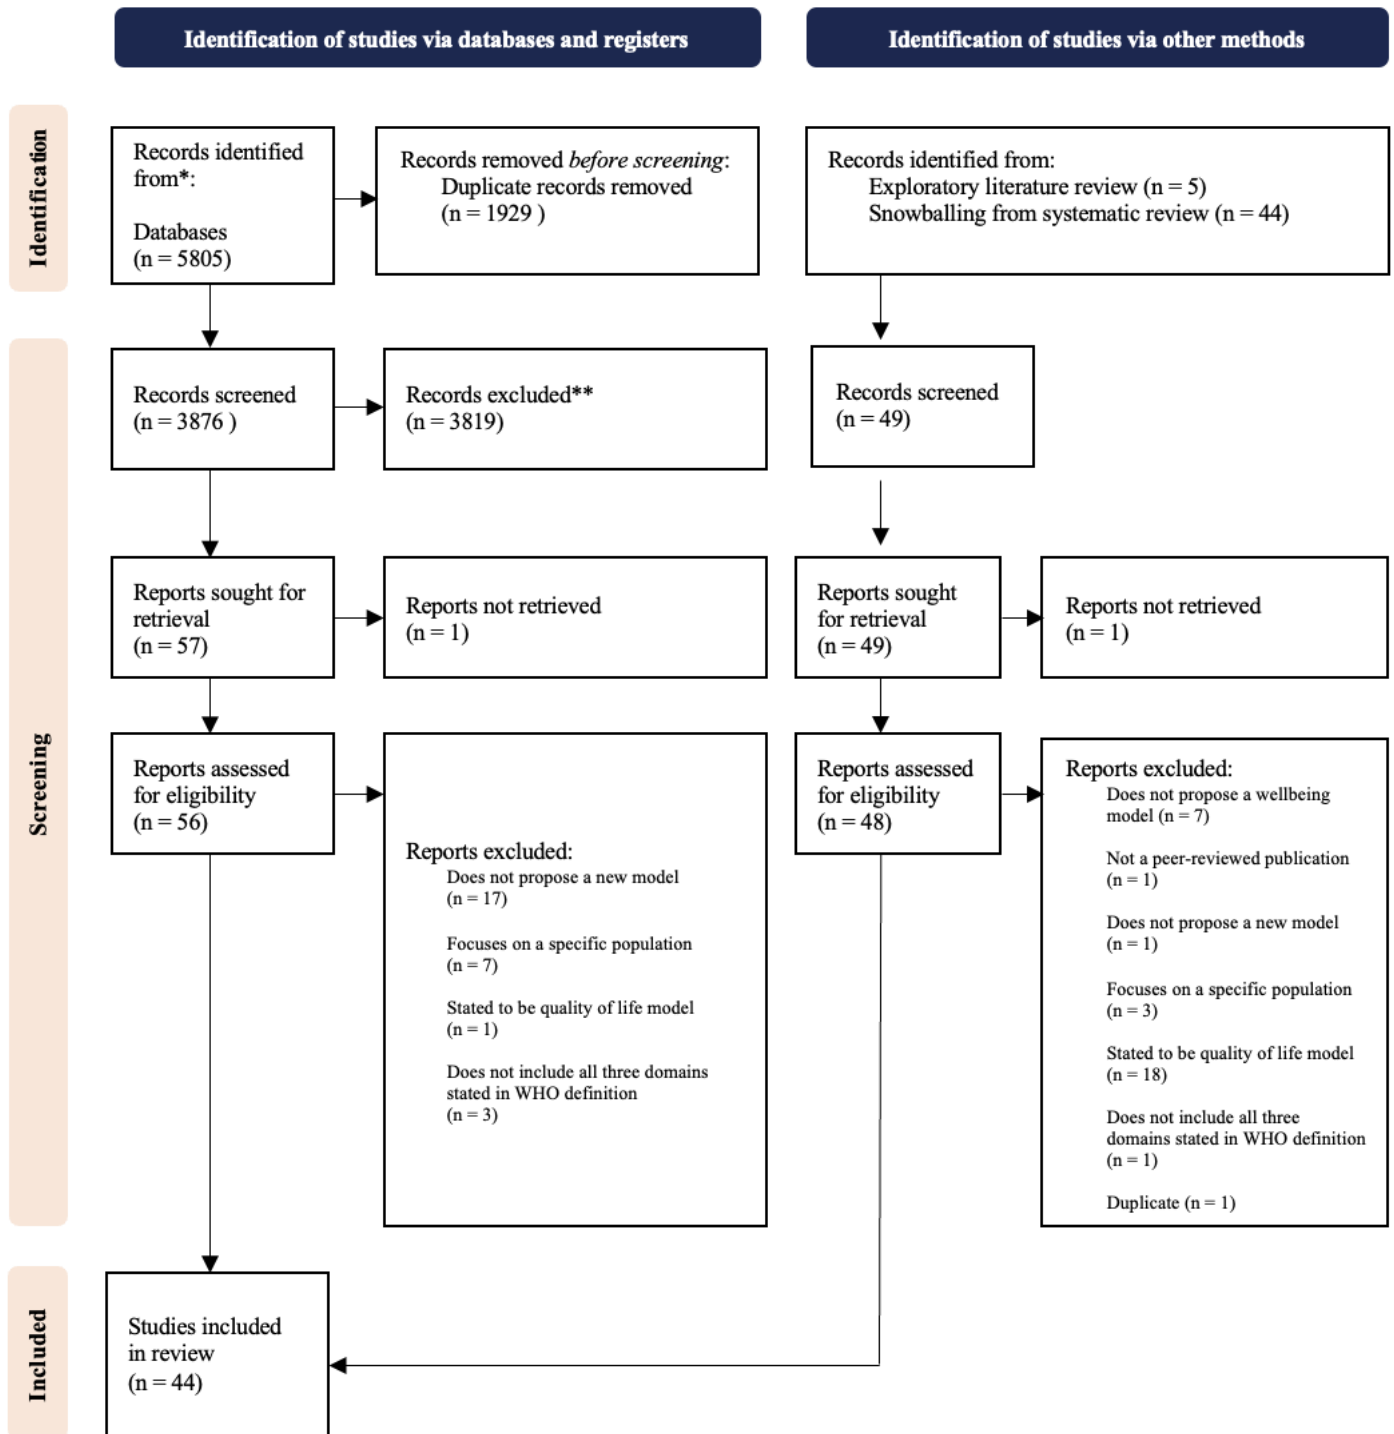 Identification of studies via databases and registers
Identification of studies via other methods
Identification
Records identified
from*:
Databases
(n = 5805)
Records removed before screening:
Duplicate records removed
(n = 1929 )
Records identified from:
Exploratory literature review (n = 5)
Snowballing from systematic review (n = 44)
Screening
Records screened
(n = 3876 )
Records excluded**
(n = 3819)
Records screened
(n = 49)
Reports sought for
retrieval
(n = 57)
Reports not retrieved
(n = 1)
Reports sought
for retrieval
(n = 49)
Reports not retrieved
(n = 1)
Reports assessed
for eligibility
(n = 56)
Reports excluded:
Does not propose a new model
(n = 17)
Focuses on a specific population
(n = 7)
Stated to be quality of life model
(n = 1)
Does not include all three domains
stated in WHO definition
(n = 3)
Reports assessed
for eligibility
(n = 48)
Reports excluded:
Does not propose a wellbeing
model (n = 7)
Not a peer-reviewed publication
(n = 1)
Does not propose a new model
(n = 1)
Focuses on a specific population
(n = 3)
Stated to be quality of life model
(n = 18)
Does not include all three
domains stated in WHO definition
(n = 1)
Duplicate (n = 1)
Included
Studies included
in review
(n = 44)